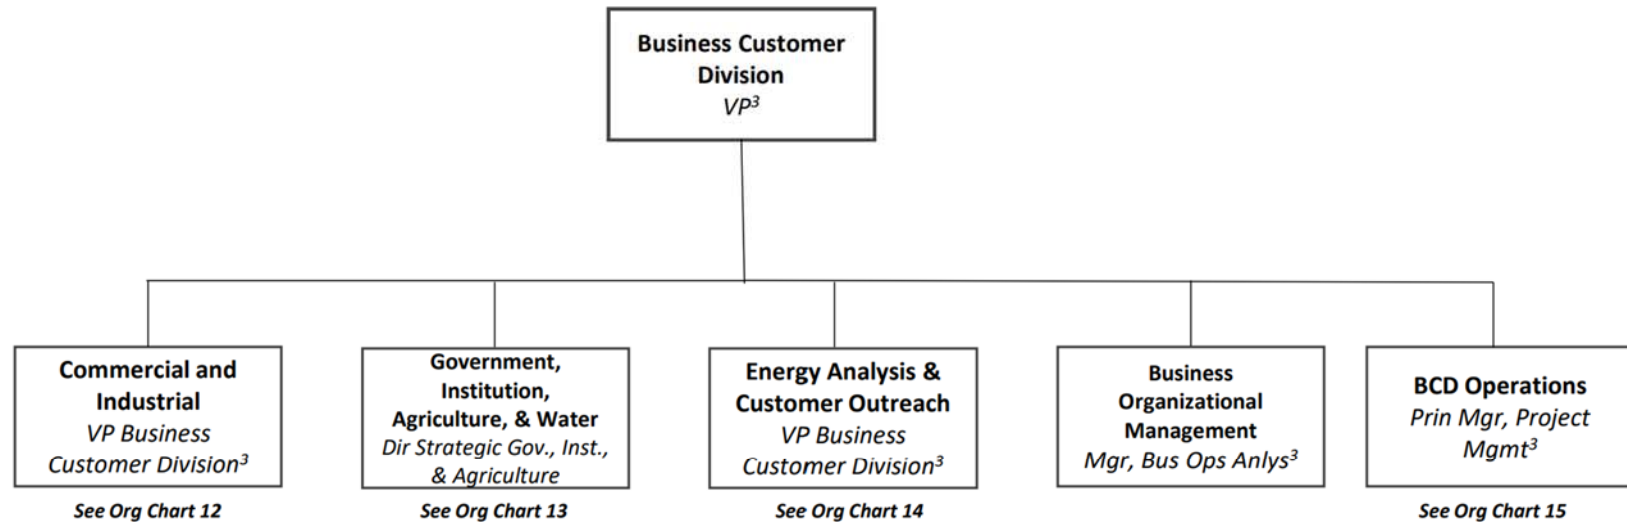 Business Customer
Division
VP³
Commercial and
Industrial
VP Business
Customer Division³
See Org Chart 12
Government,
Institution,
Agriculture, & Water
Dir Strategic Gov., Inst.,
& Agriculture
See Org Chart 13
Energy Analysis &
Customer Outreach
VP Business
Customer Division³
See Org Chart 14
Business
Organizational
Management
Mgr, Bus Ops Anlys³
BCD Operations
Prin Mgr, Project
Mgmt³
See Org Chart 15